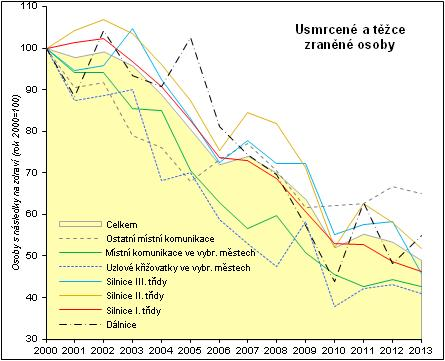 Usmrcené a těžce
zraněné osoby
Osoby s následky na zdraví (rok 2000=100)
110
100
90
80
70
60
50
40
30
Celkem
Ostatní místní komunikace
Místní komunikace ve vybr. městech
Uzlové křižovatky ve vybr. městech
Silnice III. třídy
Silnice II. třídy
Silnice I. třídy
Dálnice
2000 2001 2002 2003 2004 2005 2006 2007 2008 2009 2010 2011 2012 2013